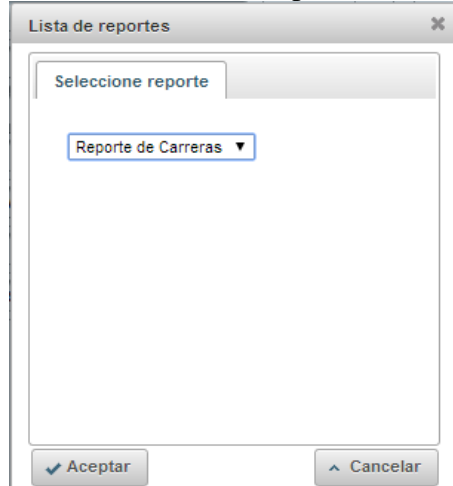 Lista de reportes
Seleccione reporte
Reporte de Carreras
Aceptar
Cancelar